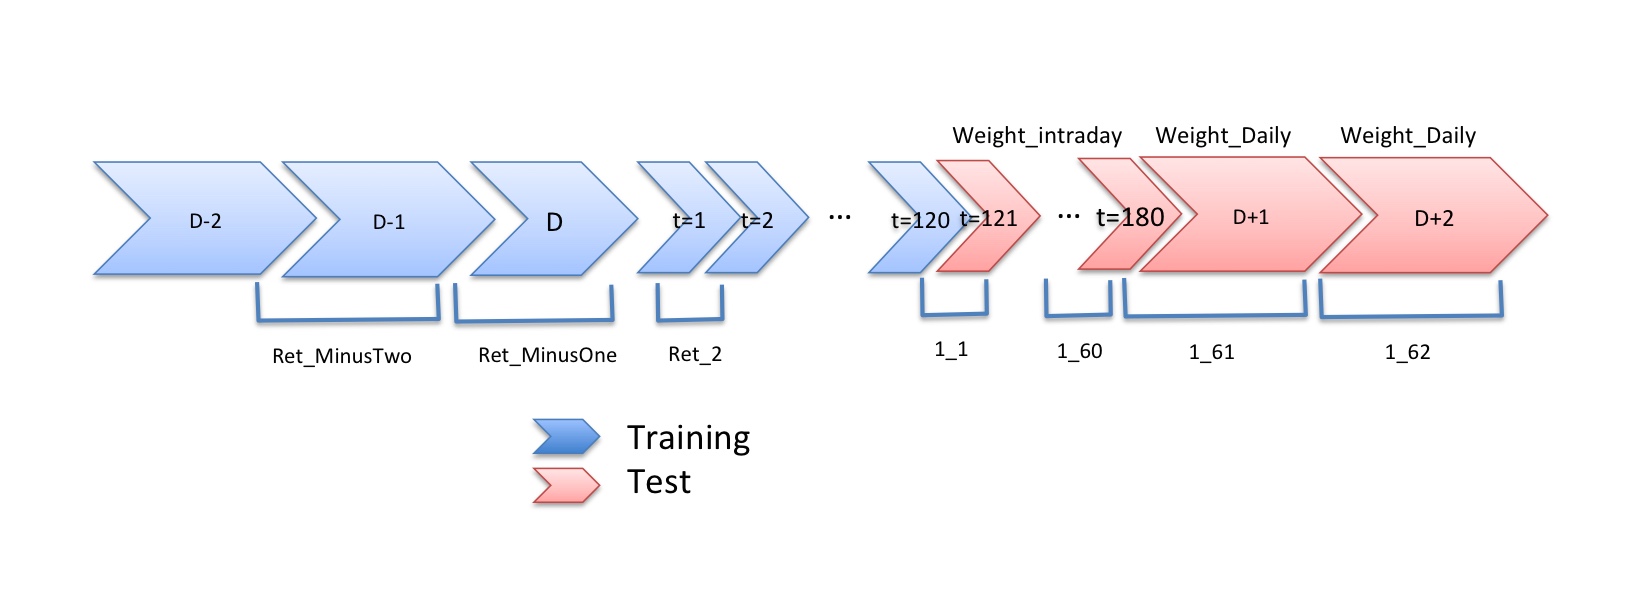 Weight_intraday Weight_Daily Weight_Daily
D-2 D-1 D t=1 t=2 ... t=120 t=121 ... t=180 D+1 D+2
Ret_MinusTwo Ret_MinusOne Ret_2 1_1 1_60 1_61 1_62
Training
Test